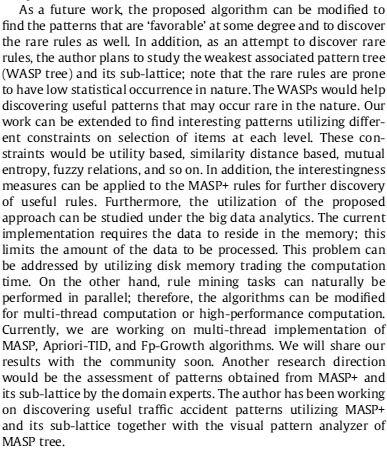 As a future work, the proposed algorithm can be modified to
find the patterns that are ‘favorable’ at some degree and to discover
the rare rules as well. In addition, as an attempt to discover rare
rules, the author plans to study the weakest associated pattern tree
(WASP tree) and its sub-lattice; note that the rare rules are prone
to have low statistical occurrence in nature. The WASPs would help
discovering useful patterns that may occur rare in the nature. Our
work can be extended to find interesting patterns utilizing differ-
ent constraints on selection of items at each level. These con-
straints would be utility based, similarity distance based, mutual
entropy, fuzzy relations, and so on. In addition, the interestingness
measures can be applied to the MASP+ rules for further discovery
of useful rules. Furthermore, the utilization of the proposed
approach can be studied under the big data analytics. The current
implementation requires the data to reside in the memory; this
limits the amount of the data to be processed. This problem can
be addressed by utilizing disk memory trading the computation
time. On the other hand, rule mining tasks can naturally be
performed in parallel; therefore, the algorithms can be modified
for multi-thread computation or high-performance computation.
Currently, we are working on multi-thread implementation of
MASP, Apriori-TID, and Fp-Growth algorithms. We will share our
results with the community soon. Another research direction
would be the assessment of patterns obtained from MASP+ and
its sub-lattice by the domain experts. The author has been working
on discovering useful traffic accident patterns utilizing MASP+
and its sub-lattice together with the visual pattern analyzer of
MASP tree.